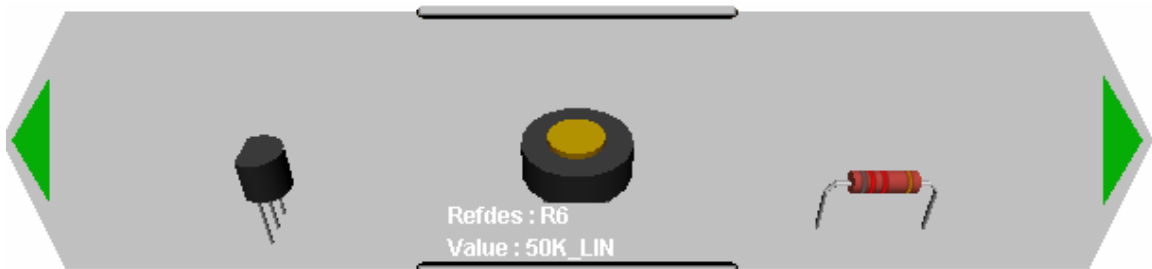 Refdes : R6
Value : 50K_LIN